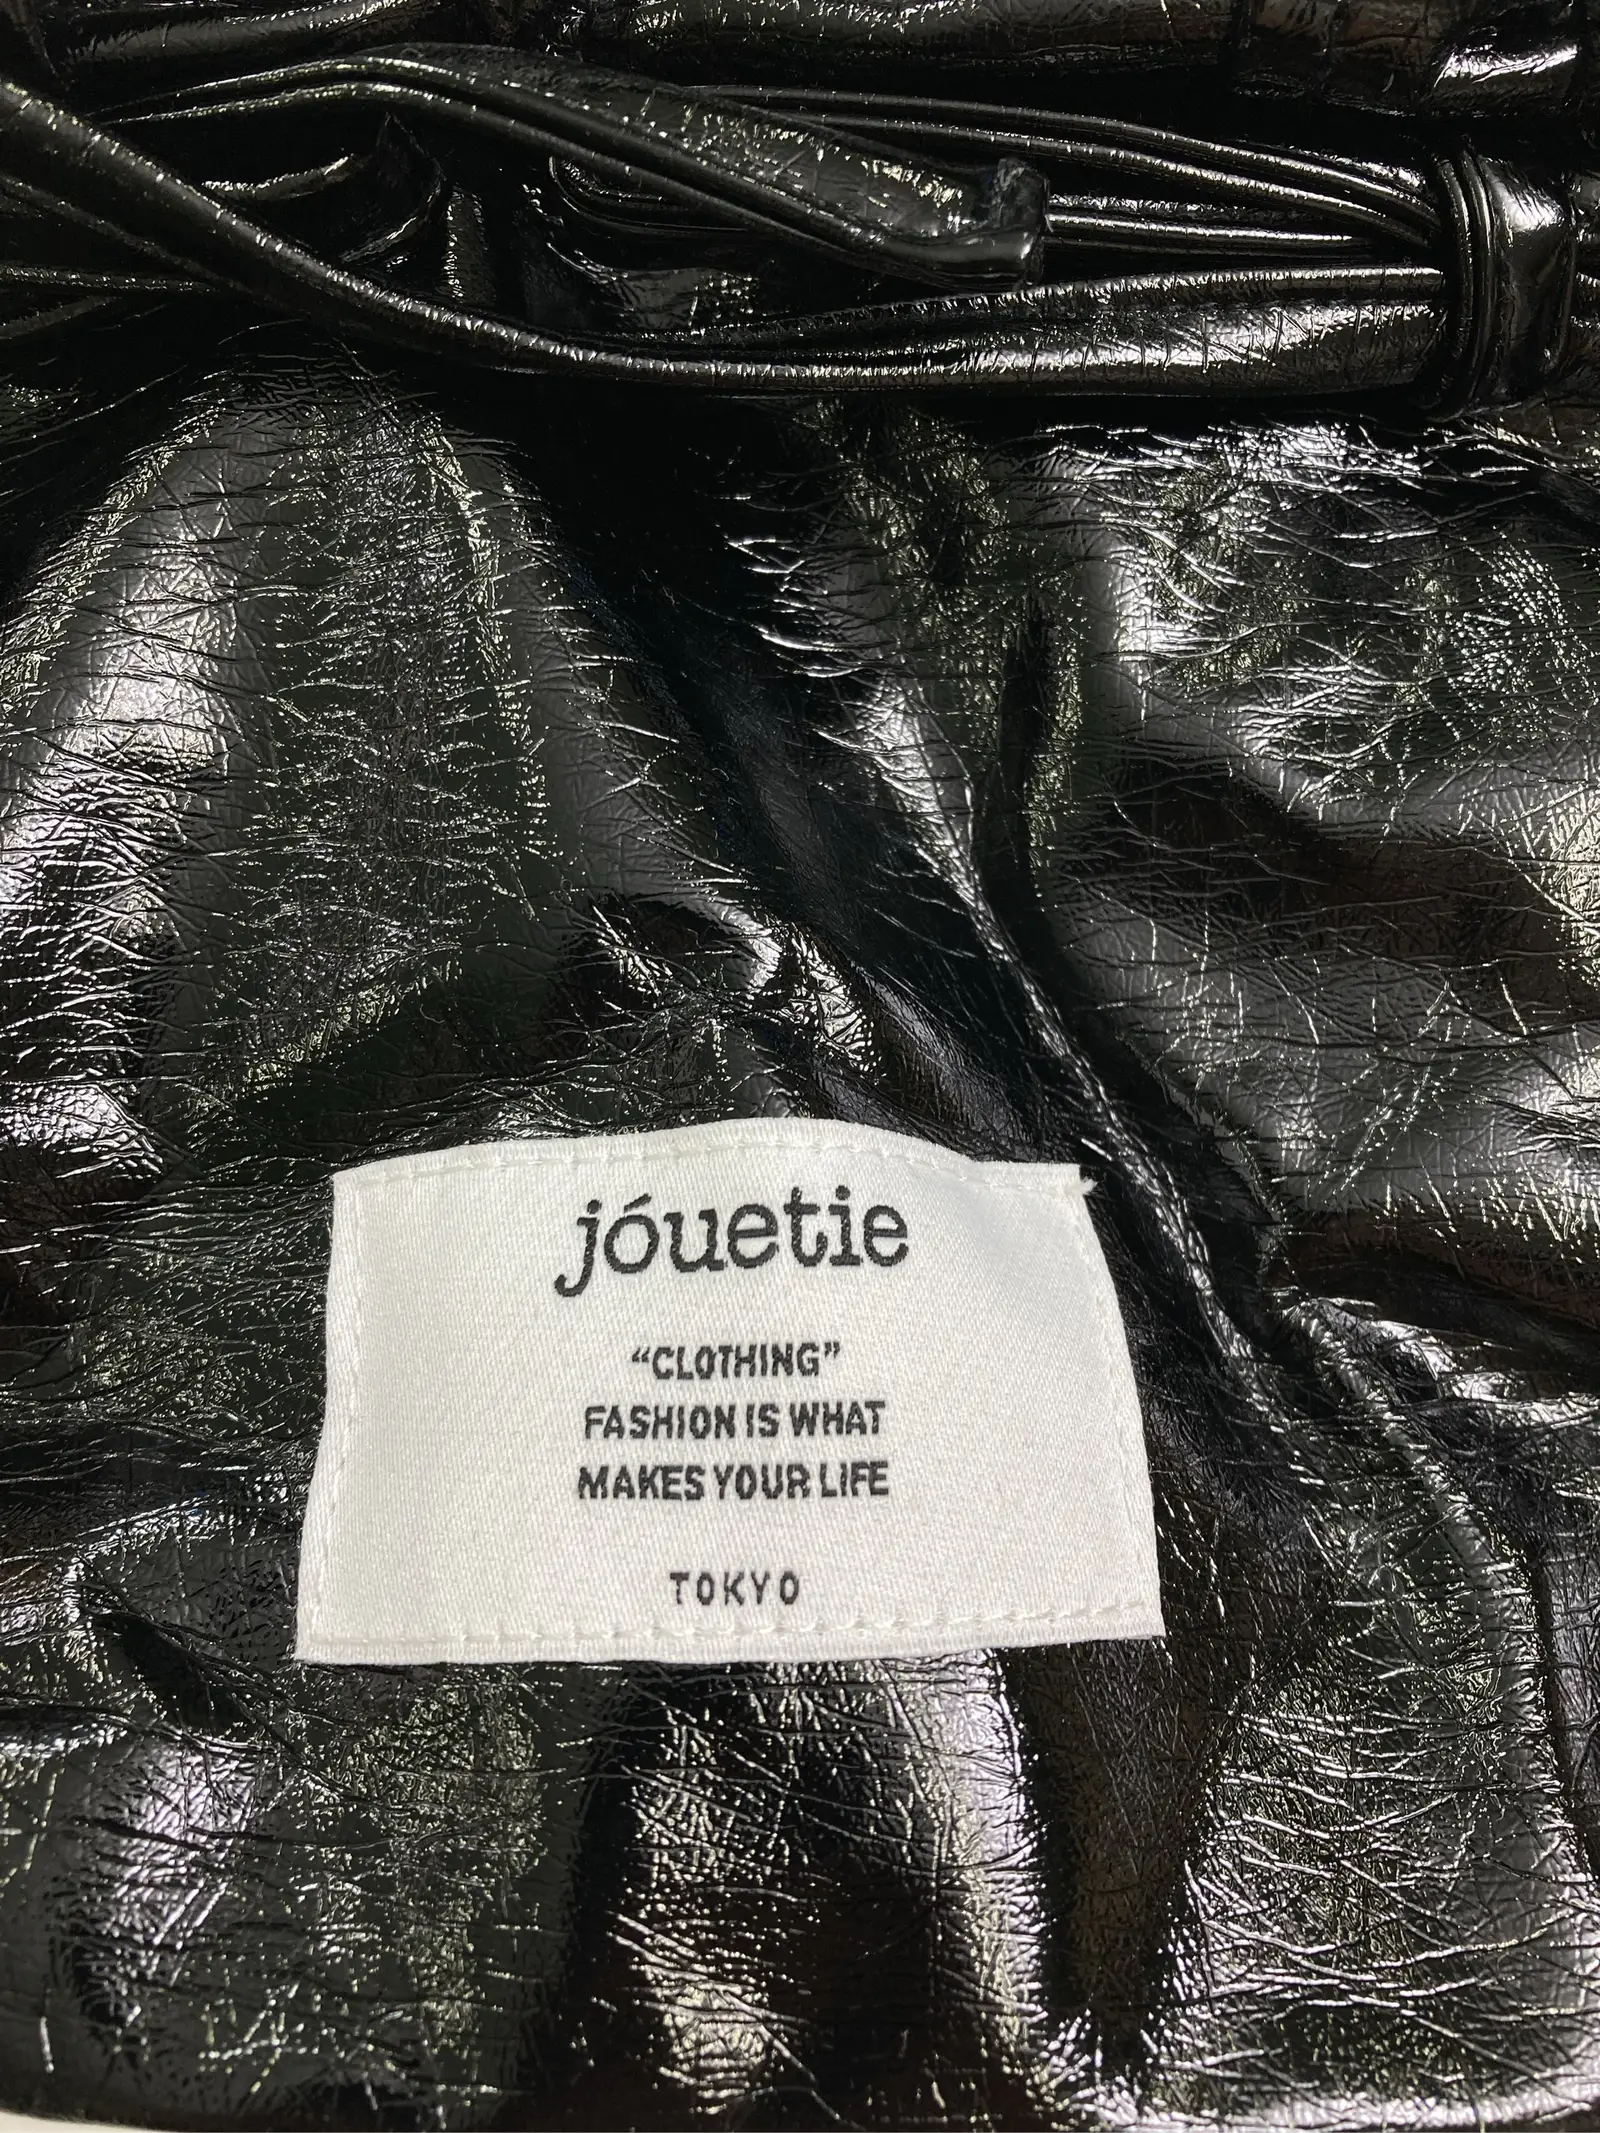 jóuetie
“CLOTHING”
FASHION IS WHAT
MAKES YOUR LIFE
TOKYO